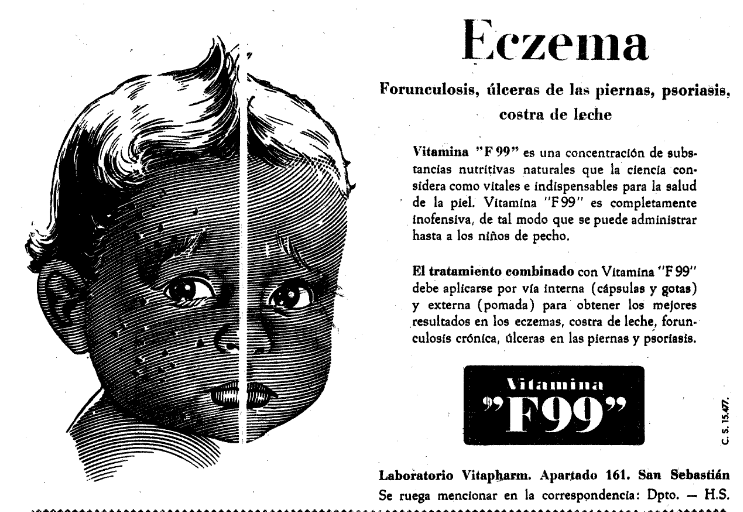 Eczema
Forunculosis, úlceras de las piernas, psoriasis,
costra de leche
Vitamina "F 99" es una concentración de subs-
tancias nutritivas naturales que la ciencia con-
sidera como vitales e indispensables para la salud
de la piel. Vitamina "F 99" es completamente
inofensiva, de tal modo que se puede administrar
hasta a los niños de pecho.
El tratamiento combinado con Vitamina "F 99"
debe aplicarse por vía interna (cápsulas y gotas)
y externa (pomada) para obtener los mejores
resultados en los eczemas, costra de leche, forun-
culosis crónica, úlceras en las piernas y psoriasis.
Vitamina
"F99"
C. S. 15.477.
Laboratorio Vitapharm. Apartado 161. San Sebastián
Se ruega mencionar en la correspondencia: Dpto. — H.S.